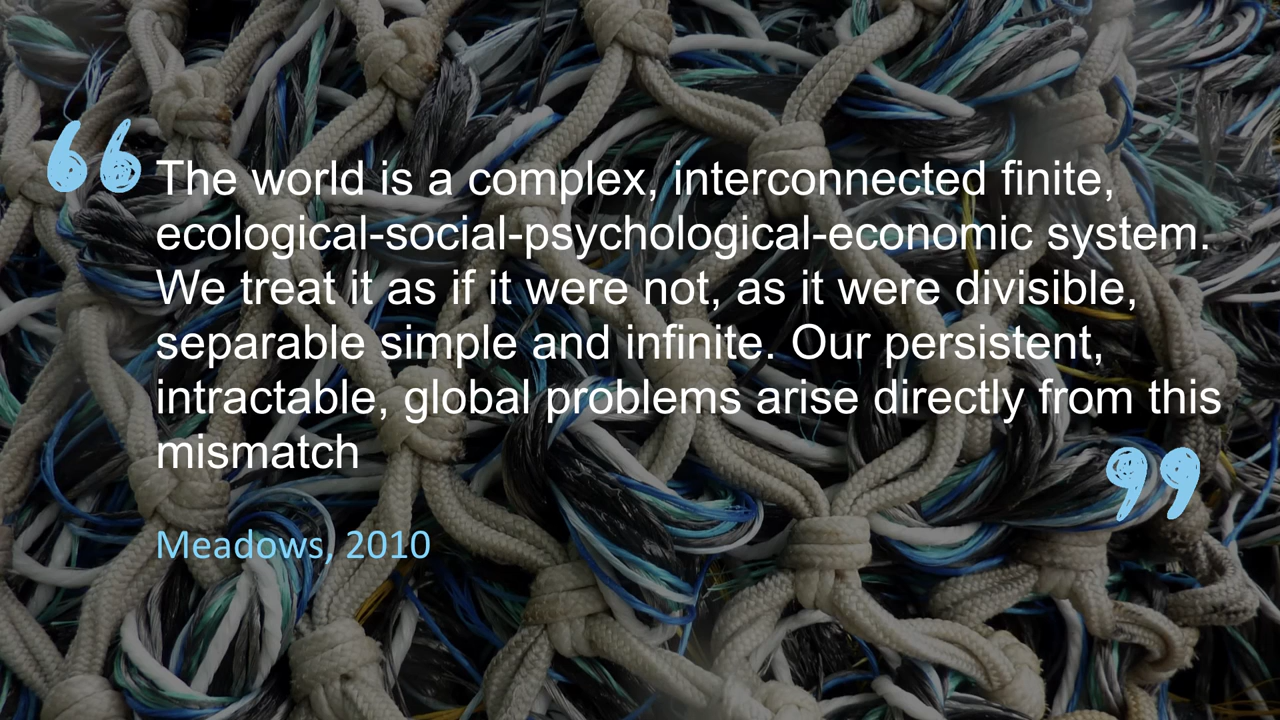 “ The world is a complex, interconnected finite,
ecological-social-psychological-economic system.
We treat it as if it were not, as it were divisible,
separable simple and infinite. Our persistent,
intractable, global problems arise directly from this
mismatch ”
Meadows, 2010